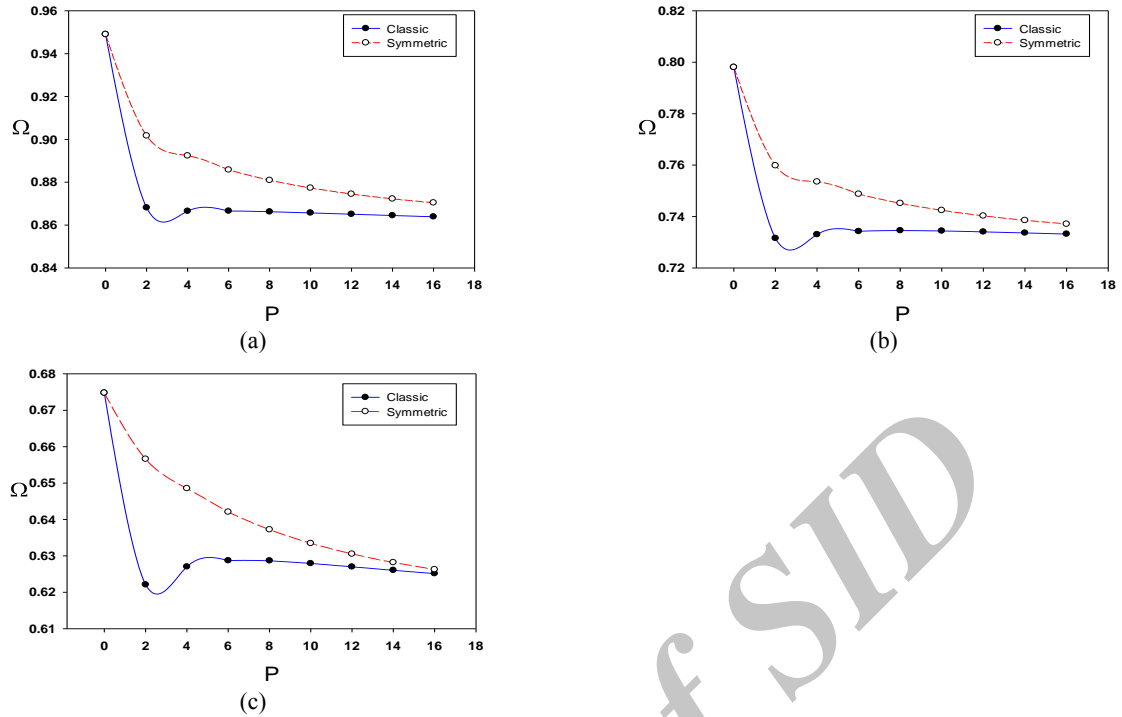 0.96
0.94
0.92
0.90
0.88
0.86
0.84
Ω
Classic
Symmetric
0 2 4 6 8 10 12 14 16 18
P
(a)
0.82
0.80
0.78
0.76
0.74
0.72
Ω
Classic
Symmetric
0 2 4 6 8 10 12 14 16 18
P
(b)
0.68
0.67
0.66
0.65
0.64
0.63
0.62
0.61
Ω
Classic
Symmetric
0 2 4 6 8 10 12 14 16 18
P
(c)
f SID